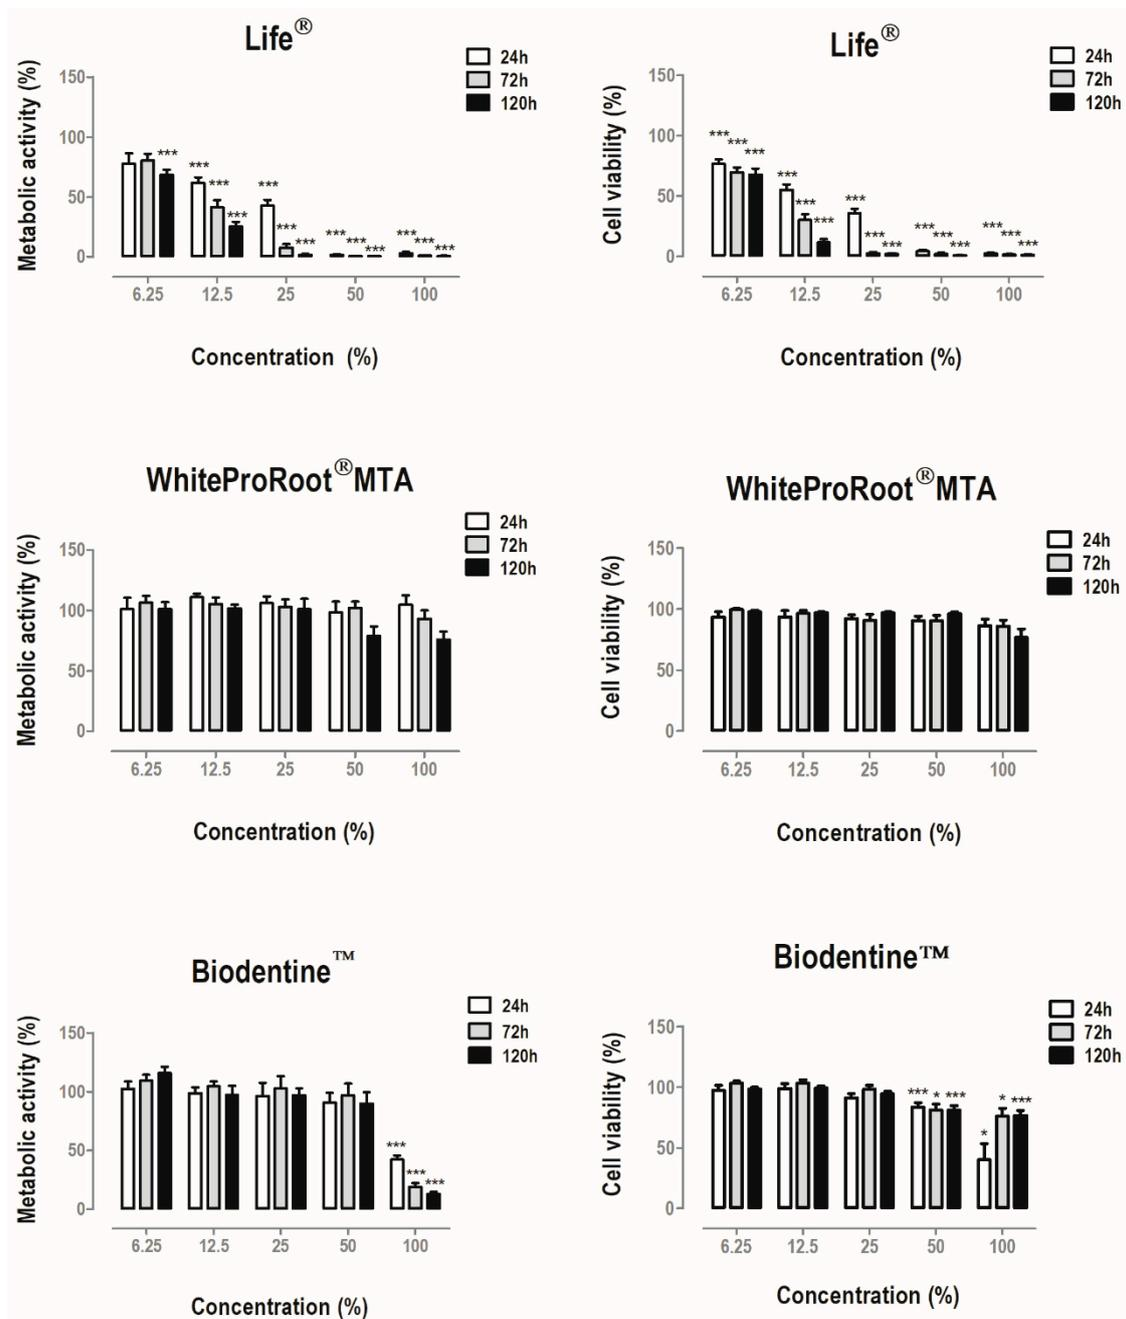 Life®
24h
72h
120h
Metabolic activity (%)
150
100
50
0
***
*** *** ***
*** *** ***
*** *** ***
*** *** ***
6.25 12.5 25 50 100
Concentration (%)
Life®
24h
72h
120h
Cell viability (%)
150
100
50
0
*** *** ***
*** *** ***
*** *** ***
*** *** ***
*** *** ***
6.25 12.5 25 50 100
Concentration (%)
WhiteProRoot®MTA
24h
72h
120h
Metabolic activity (%)
150
100
50
0
6.25 12.5 25 50 100
Concentration (%)
WhiteProRoot®MTA
24h
72h
120h
Cell viability (%)
150
100
50
0
6.25 12.5 25 50 100
Concentration (%)
Biodentine™
24h
72h
120h
Metabolic activity (%)
150
100
50
0
*** *** ***
6.25 12.5 25 50 100
Concentration (%)
Biodentine™
24h
72h
120h
Cell viability (%)
150
100
50
0
*** * ***
* * ***
6.25 12.5 25 50 100
Concentration (%)